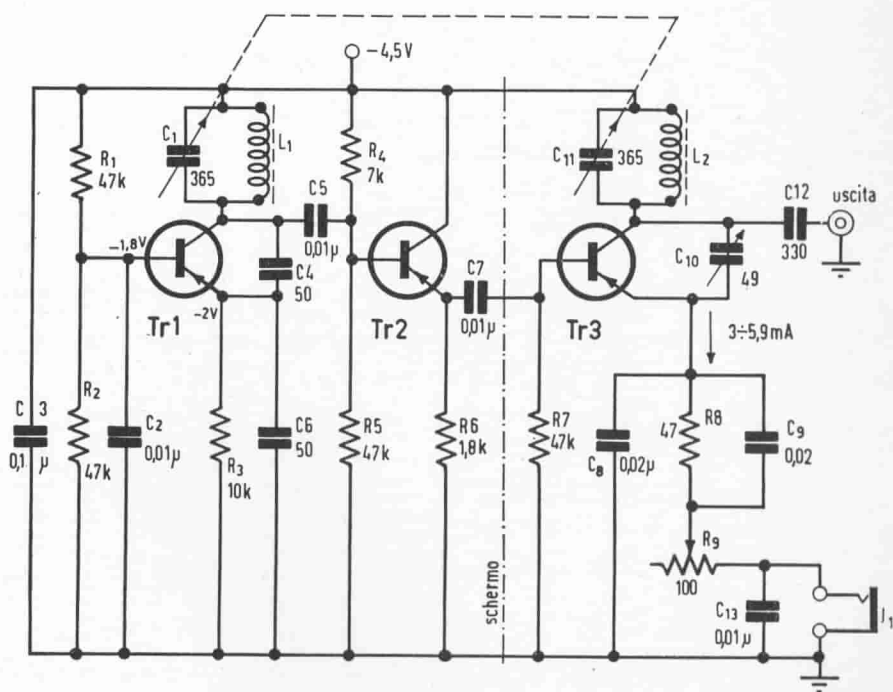 −4,5V
C1
365
L1
R1
47k
R4
7k
C5
0,01µ
−1,8V
C4
50
−2V
Tr1
Tr2
C7
0,01µ
C11
365
L2
C12
330
uscita
C10
49
Tr3
3÷5,9mA
R2
47k
C 3
0,1 µ
C2
0,01µ
R3
10k
C6
50
R5
47k
R6
1,8k
R7
47k
C8
0,02µ
47
R8
C9
0,02
schermo
R9
100
C13
0,01µ
J1